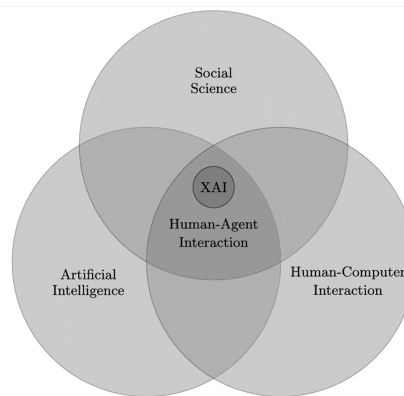 Social
Science
XAI
Human-Agent
Interaction
Artificial
Intelligence
Human-Computer
Interaction